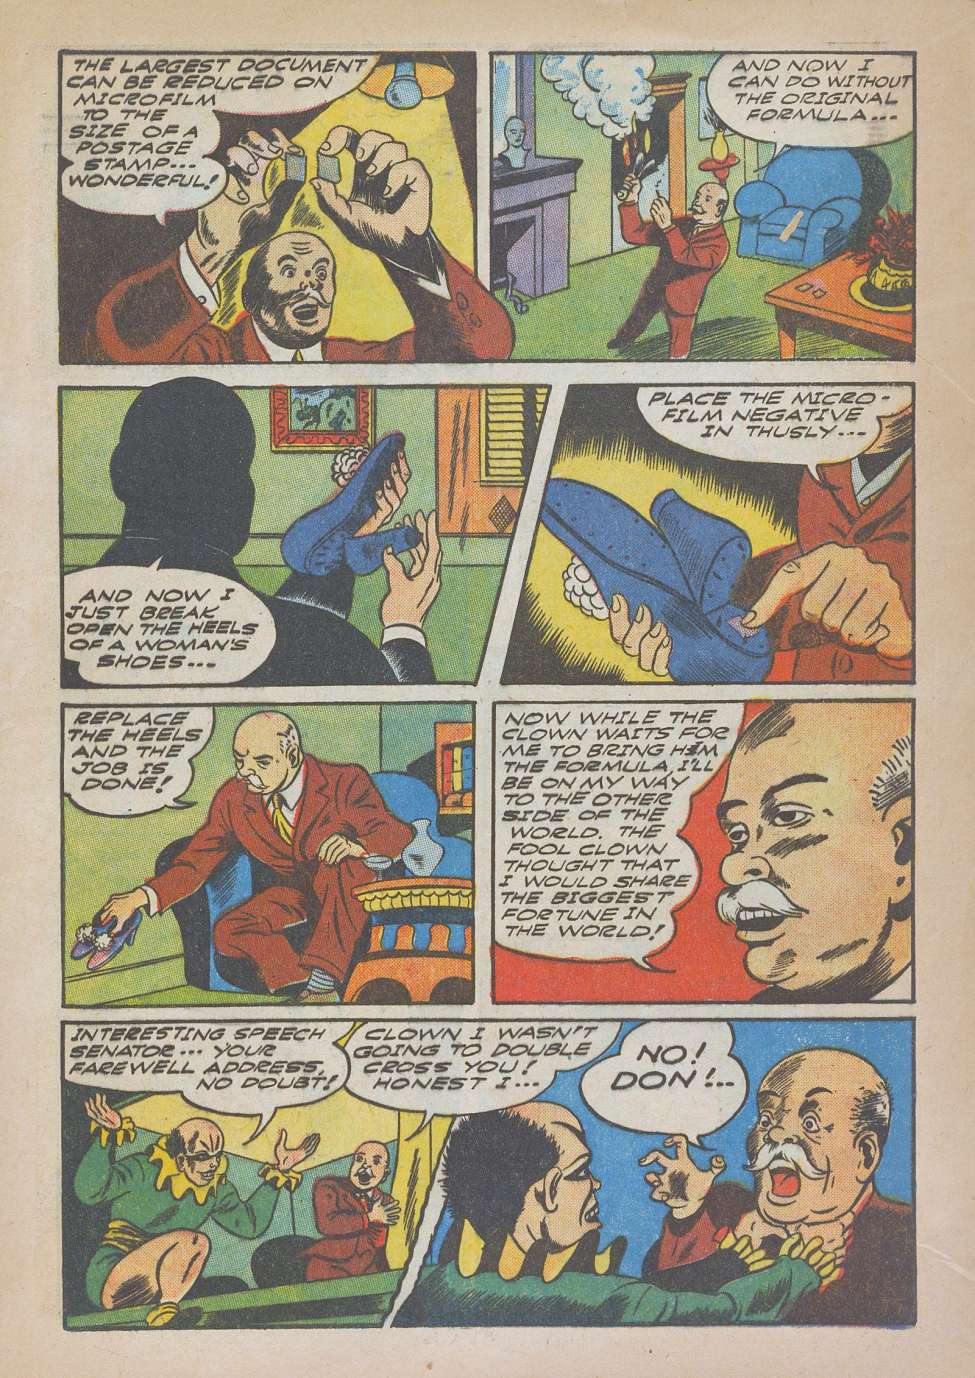 THE LARGEST DOCUMENT
CAN BE REDUCED ON
MICROFILM
TO THE
SIZE OF A
POSTAGE
STAMP...
WONDERFUL!
AND NOW I
CAN DO WITHOUT
THE ORIGINAL
FORMULA...
AND NOW I
JUST BREAK
OPEN THE HEELS
OF A WOMAN'S
SHOES...
PLACE THE MICRO-
FILM NEGATIVE
IN THUSLY...
REPLACE
THE HEELS
AND THE
JOB IS
DONE!
NOW WHILE THE
CLOWN WAITS FOR
ME TO BRING HIM
THE FORMULA, I'LL
BE ON MY WAY
TO THE OTHER
SIDE OF THE
WORLD. THE
FOOL CLOWN
THOUGHT THAT
I WOULD SHARE
THE BIGGEST
FORTUNE IN
THE WORLD!
INTERESTING SPEECH
SENATOR... YOUR
FAREWELL ADDRESS,
NO DOUBT!
CLOWN I WASN'T
GOING TO DOUBLE
CROSS YOU!
HONEST I...
NO!
DON!..